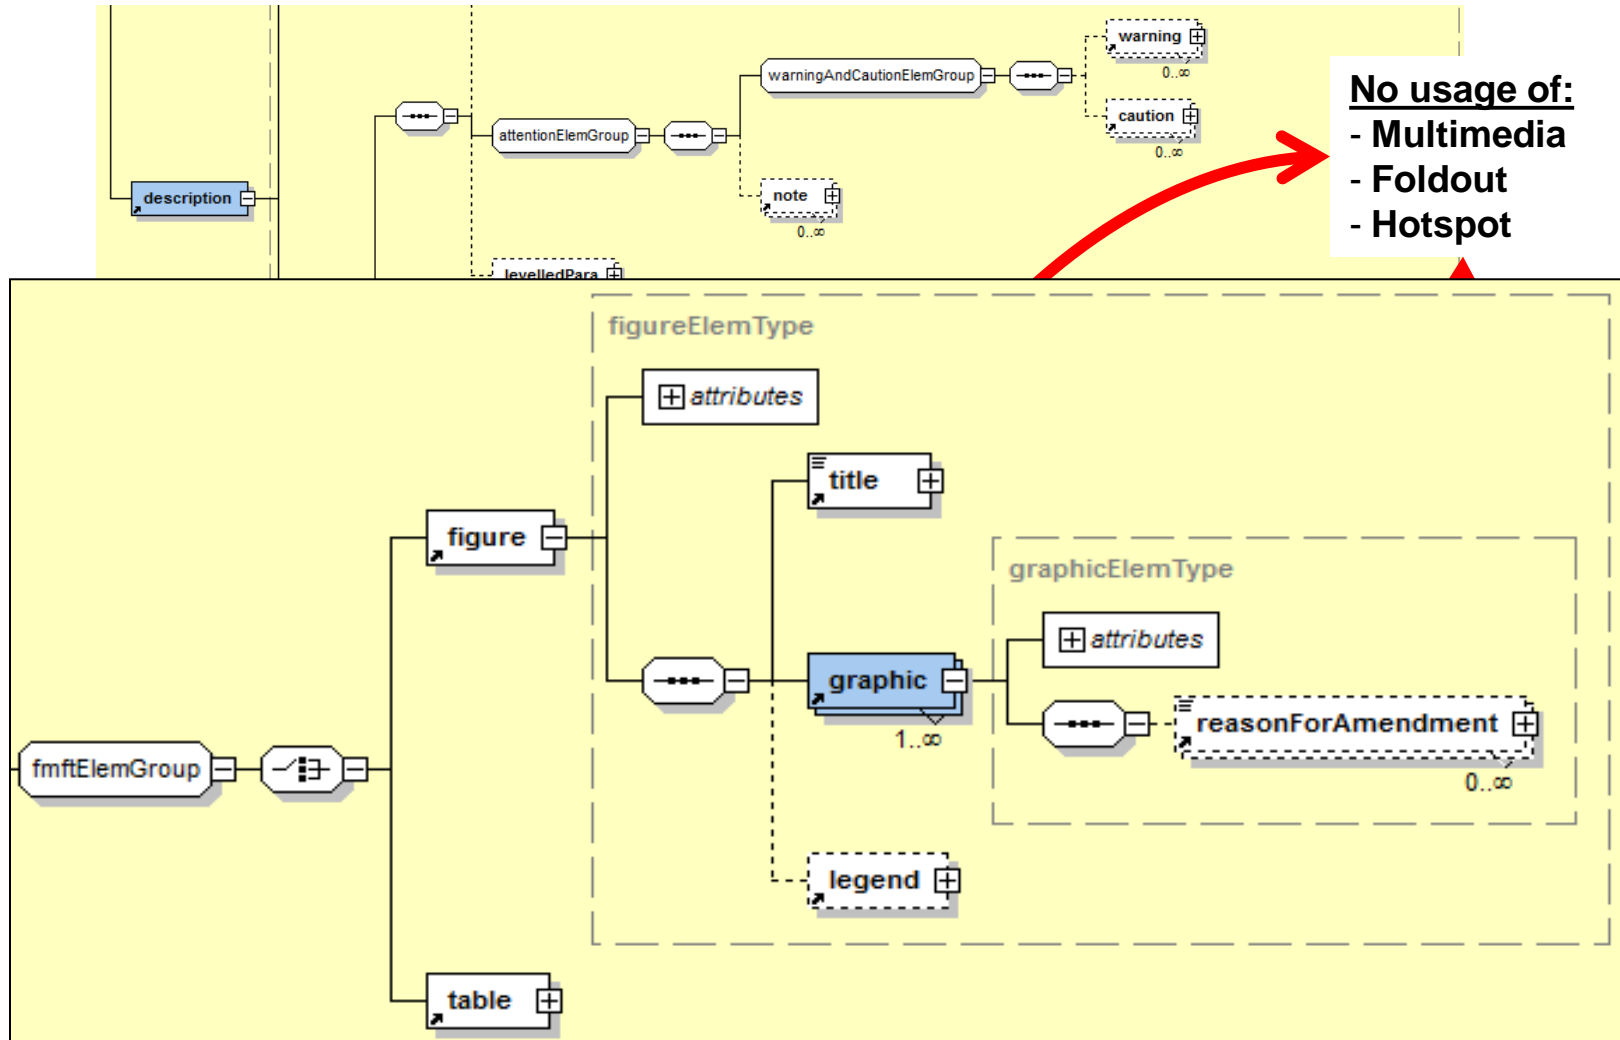 warning
0..∞
warningAndCautionElemGroup
caution
0..∞
attentionElemGroup
description
note
0..∞
levelledPara
No usage of:
- Multimedia
- Foldout
- Hotspot
figureElemType
attributes
title
figure
graphicElemType
attributes
graphic
1..∞
reasonForAmendment
0..∞
fmftElemGroup
legend
table